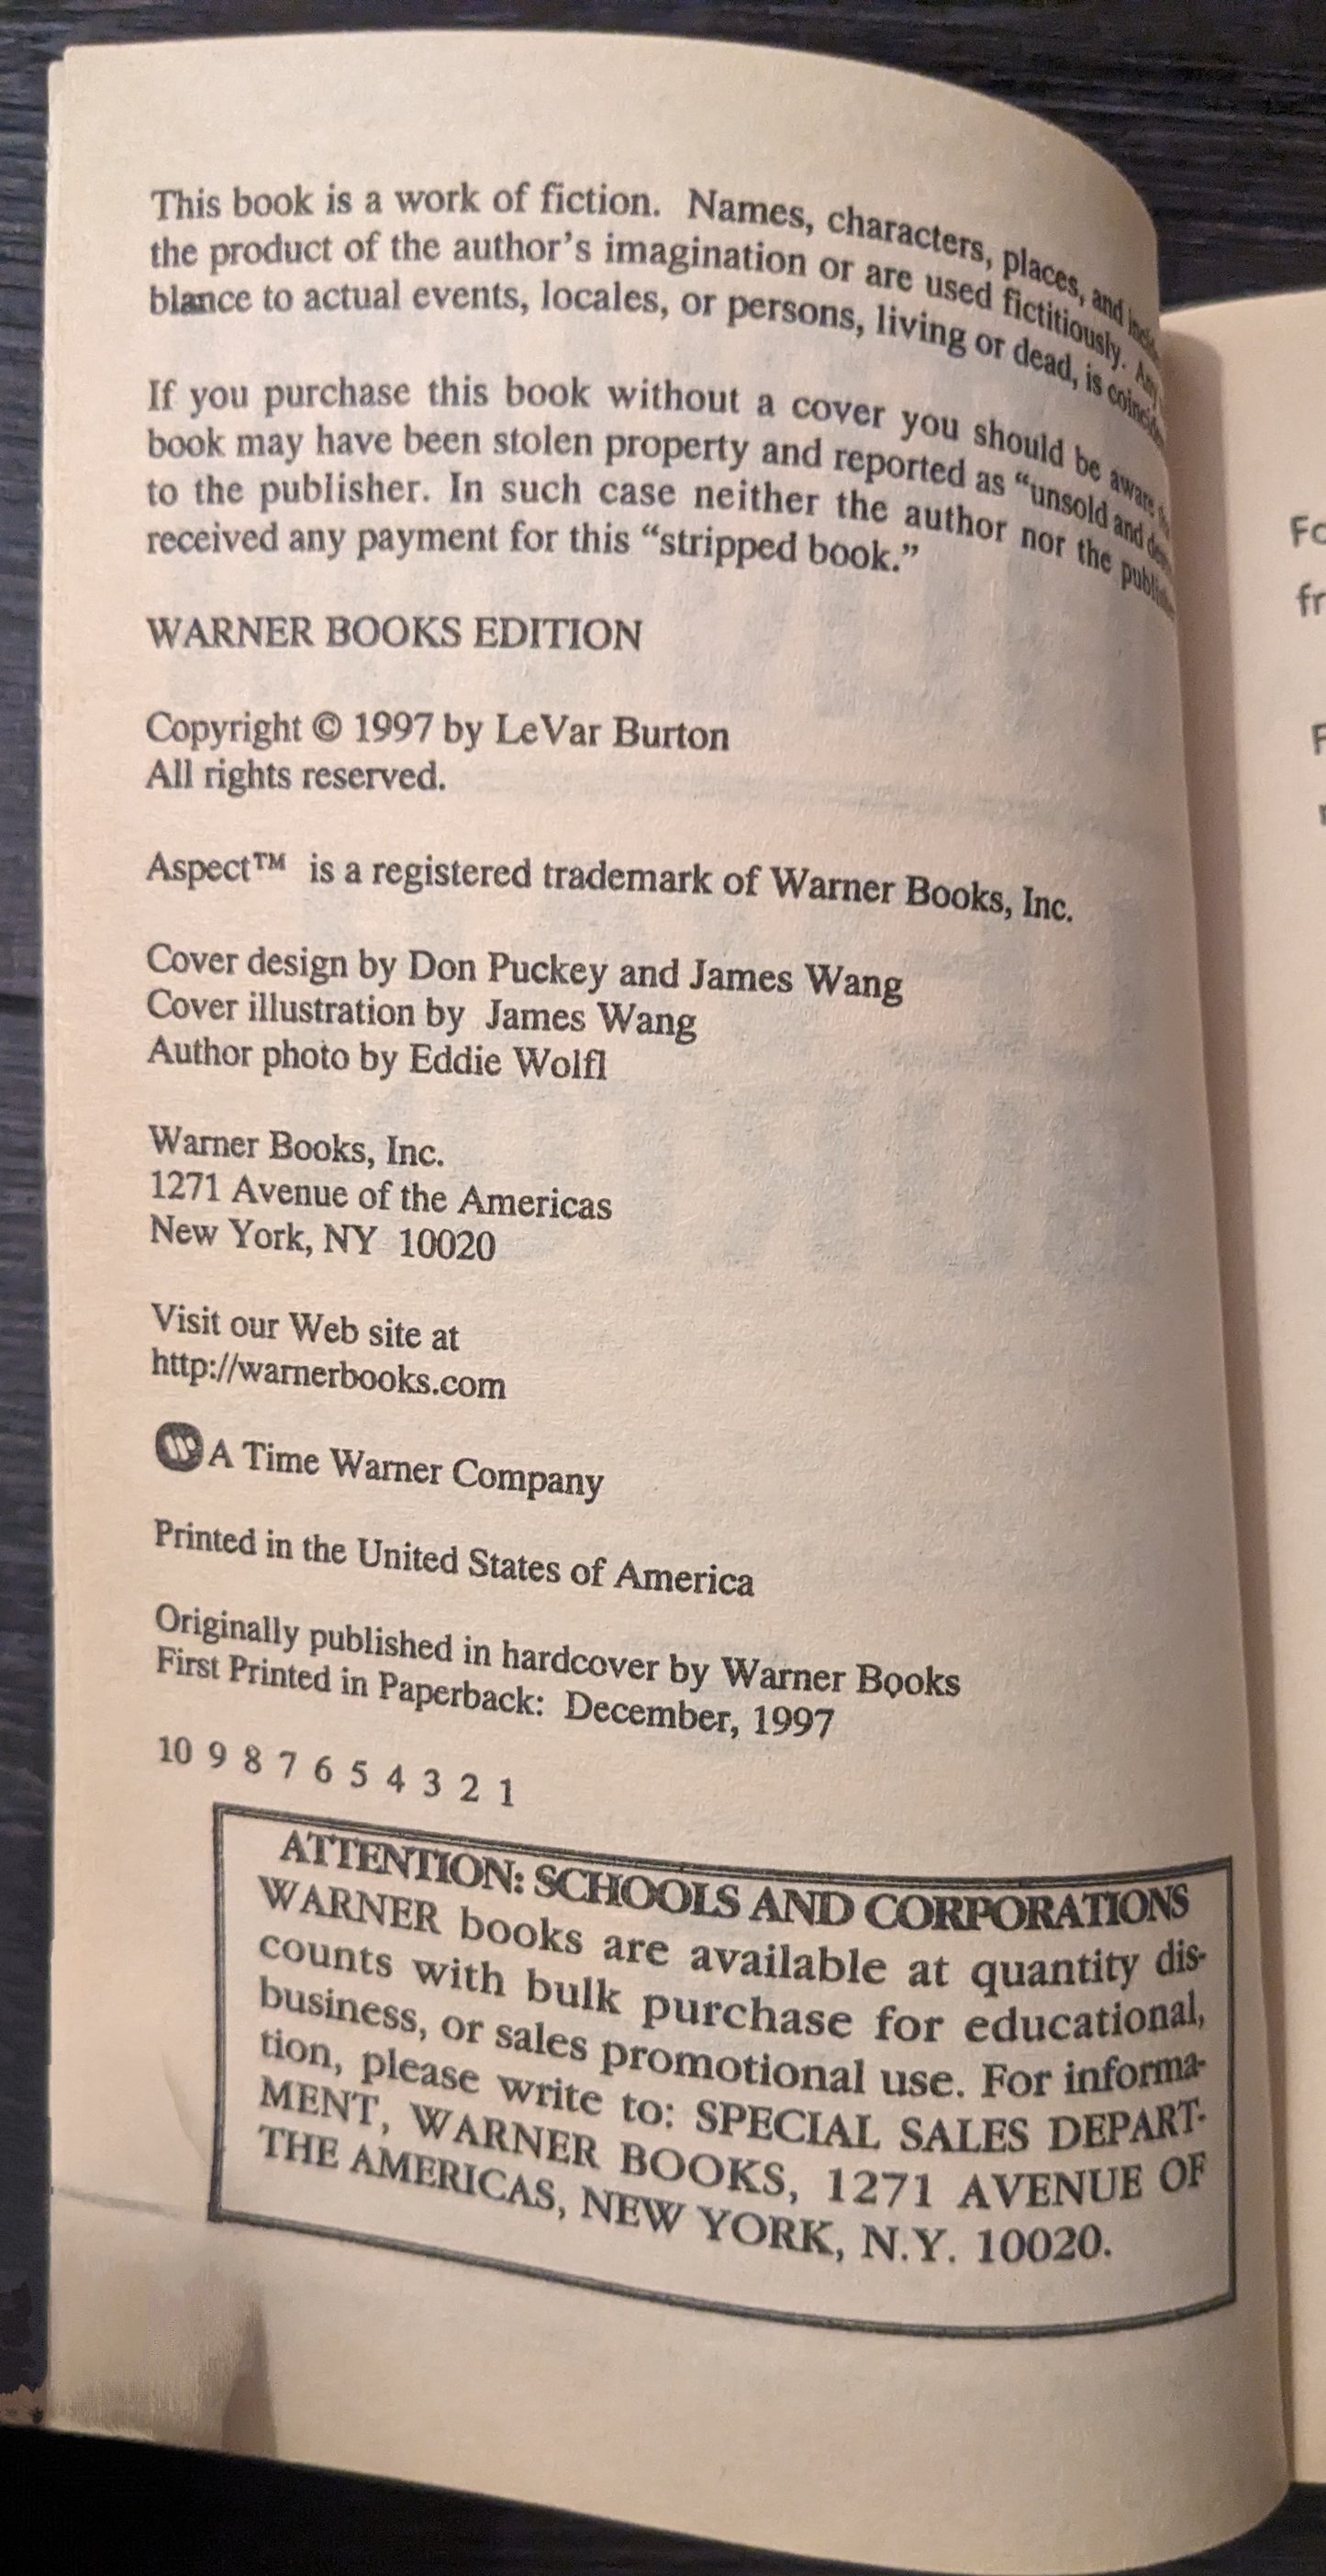 This book is a work of fiction. Names, characters, places, and
the product of the author's imagination or are used fictitiously. Any
blance to actual events, locales, or persons, living or dead, is
If you purchase this book without a cover you should be aware
book may have been stolen property and reported as "unsold and
to the publisher. In such case neither the author nor the
received any payment for this "stripped book."
WARNER BOOKS EDITION
Copyright © 1997 by LeVar Burton
All rights reserved.
Aspect™ is a registered trademark of Warner Books, Inc.
Cover design by Don Puckey and James Wang
Cover illustration by James Wang
Author photo by Eddie Wolfl
Warner Books, Inc.
1271 Avenue of the Americas
New York, NY 10020
Visit our Web site at
http://warnerbooks.com
W A Time Warner Company
Printed in the United States of America
Originally published in hardcover by Warner Books
First Printed in Paperback: December, 1997
10 9 8 7 6 5 4 3 2 1
ATTENTION: SCHOOLS AND CORPORATIONS
WARNER books are available at quantity dis-
counts with bulk purchase for educational,
business, or sales promotional use. For informa-
tion, please write to: SPECIAL SALES DEPART-
MENT, WARNER BOOKS, 1271 AVENUE OF
THE AMERICAS, NEW YORK, N.Y. 10020.